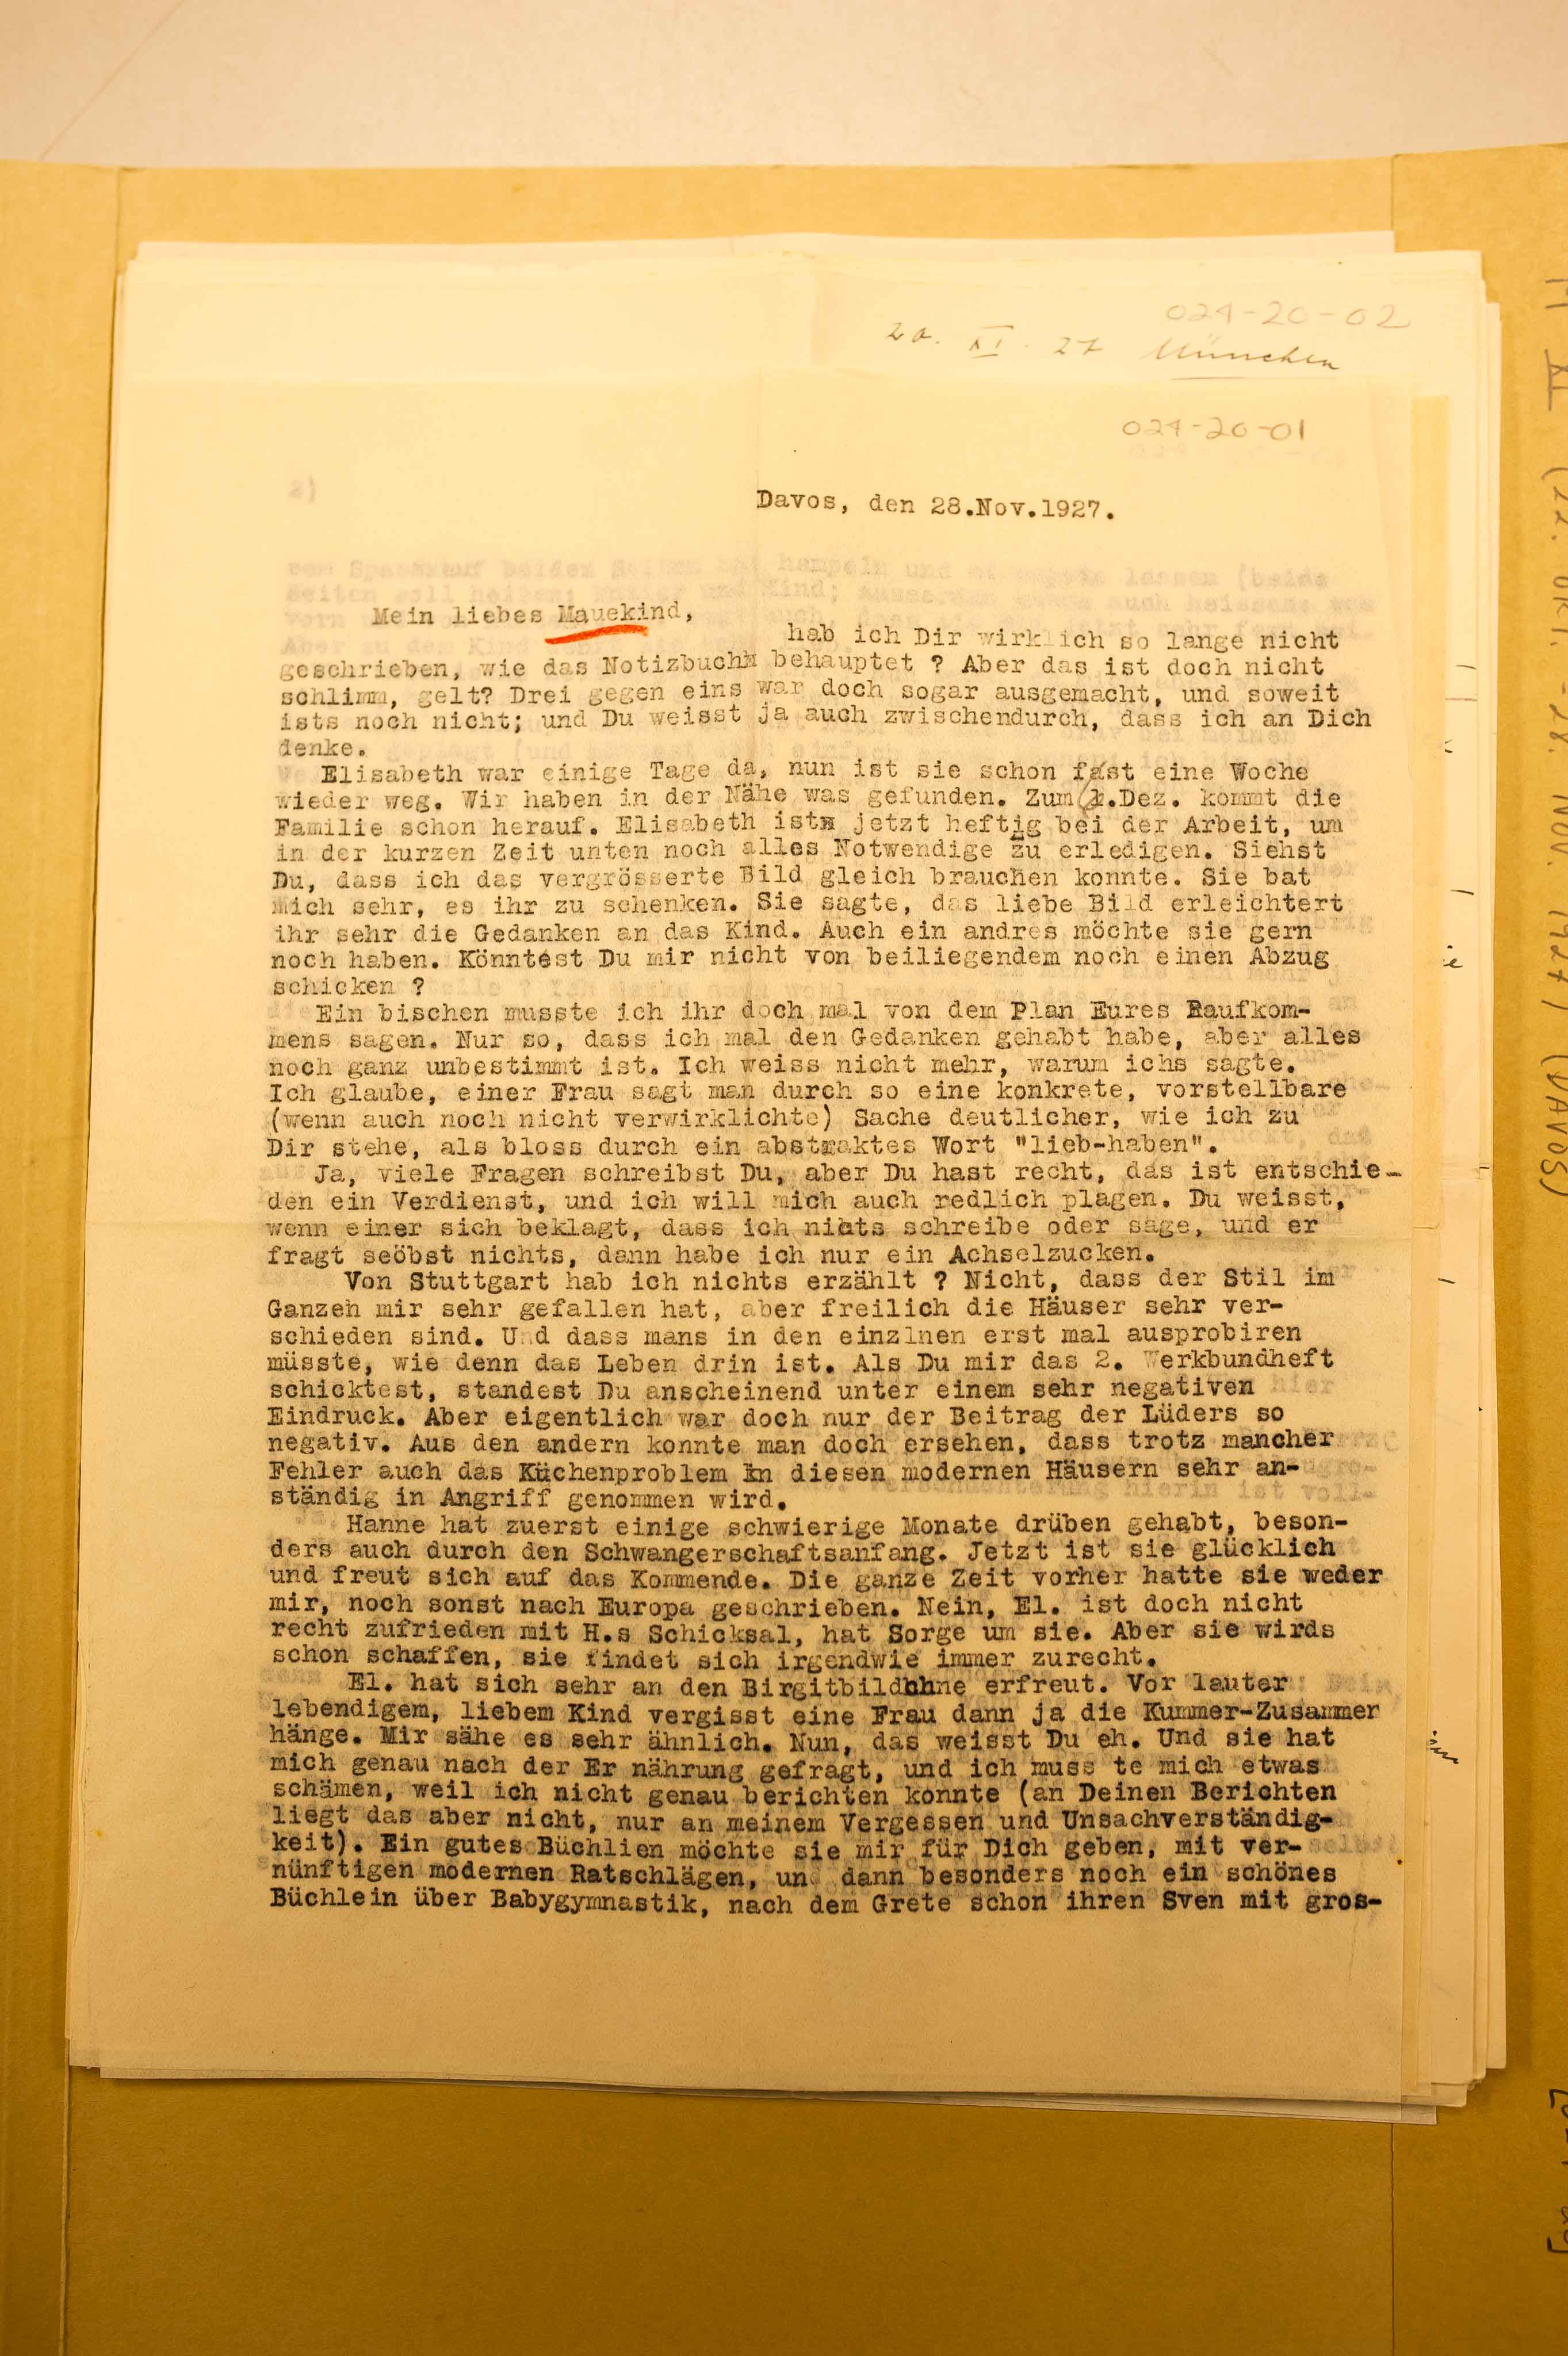 024-20-02
XI 27 München
024-20-01
Davos, den 28.Nov.1927.
Mein liebes Mauekind,
hab ich Dir wirklich so lange nicht
geschrieben, wie das Notizbuch behauptet ? Aber das ist doch nicht
schlimm, gelt? Drei gegen eins war doch sogar ausgemacht, und soweit
ists noch nicht; und Du weisst ja auch zwischendurch, dass ich an Dich
denke.
Elisabeth war einige Tage da, nun ist sie schon fast eine Woche
wieder weg. Wir haben in der Nähe was gefunden. Zum .Dez. kommt die
Familie schon herauf. Elisabeth ist jetzt heftig bei der Arbeit, um
in der kurzen Zeit unten noch alles Notwendige zu erledigen. Siehst
Du, dass ich das vergrösserte Bild gleich brauchen konnte. Sie bat
mich sehr, es ihr zu schenken. Sie sagte, das liebe Bild erleichtert
ihr sehr die Gedanken an das Kind. Auch ein andres möchte sie gern
noch haben. Könntest Du mir nicht von beiliegendem noch einen Abzug
schicken ?
Ein bischen musste ich ihr doch mal von dem Plan Eures Raufkom-
mens sagen. Nur so, dass ich mal den Gedanken gehabt habe, aber alles
noch ganz unbestimmt ist. Ich weiss nicht mehr, warum ichs sagte.
Ich glaube, einer Frau sagt man durch so eine konkrete, vorstellbare
(wenn auch noch nicht verwirklichte) Sache deutlicher, wie ich zu
Dir stehe, als bloss durch ein abstraktes Wort "lieb-haben".
Ja, viele Fragen schreibst Du, aber Du hast recht, das ist entschie-
den ein Verdienst, und ich will mich auch redlich plagen. Du weisst,
wenn einer sich beklagt, dass ich nichts schreibe oder sage, und er
fragt seöbst nichts, dann habe ich nur ein Achselzucken.
Von Stuttgart hab ich nichts erzählt ? Nicht, dass der Stil im
Ganzen mir sehr gefallen hat, aber freilich die Häuser sehr ver-
schieden sind. Und dass mans in den einzlnen erst mal ausprobiren
müsste, wie denn das Leben drin ist. Als Du mir das 2. Werkbundheft
schicktest, standest Du anscheinend unter einem sehr negativen
Eindruck. Aber eigentlich war doch nur der Beitrag der Lüders so
negativ. Aus den andern konnte man doch ersehen, dass trotz mancher
Fehler auch das Küchenproblem in diesen modernen Häusern sehr an-
ständig in Angriff genommen wird.
Hanne hat zuerst einige schwierige Monate drüben gehabt, beson-
ders auch durch den Schwangerschaftsanfang. Jetzt ist sie glücklich
und freut sich auf das Kommende. Die ganze Zeit vorher hatte sie weder
mir, noch sonst nach Europa geschrieben. Nein, El. ist doch nicht
recht zufrieden mit H.s Schicksal, hat Sorge um sie. Aber sie wirds
schon schaffen, sie findet sich irgendwie immer zurecht.
El. hat sich sehr an den Birgitbild erfreut. Vor lauter
lebendigem, liebem Kind vergisst eine Frau dann ja die Kummer-Zusammen
hänge. Mir sähe es sehr ähnlich. Nun, das weisst Du eh. Und sie hat
mich genau nach der Er nährung gefragt, und ich muss te mich etwas
schämen, weil ich nicht genau berichten konnte (an Deinen Berichten
liegt das aber nicht, nur an meinem Vergessen und Unsachverständig-
keit). Ein gutes Büchlien möchte sie mir für Dich geben, mit ver-
nünftigen modernen Ratschlägen, un dann besonders noch ein schönes
Büchlein über Babygymnastik, nach dem Grete schon ihren Sven mit gros-